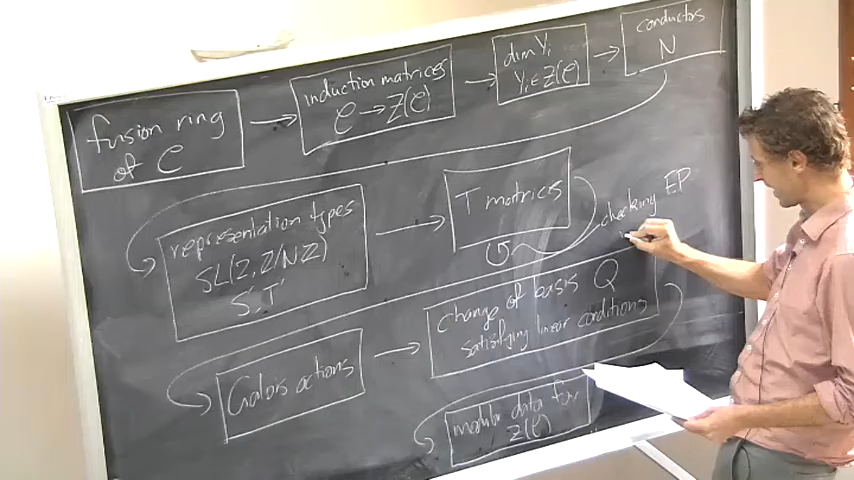 fusion ring
of C
induction matrices
C → Z(C)
dim Yi
Yi ∈ Z(C)
conductors
N
representation types
SL(2, Z/NZ)
S', T'
T matrices
checking EP
Galois actions
change of basis Q
satisfying linear conditions
modular data for
Z(C)